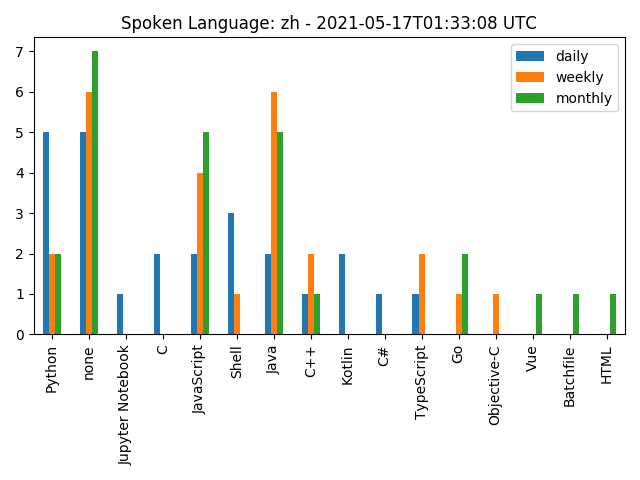 Spoken Language: zh - 2021-05-17T01:33:08 UTC
daily
weekly
monthly
7
6
5
4
3
2
1
0
Python
none
Jupyter Notebook
C
JavaScript
Shell
Java
C++
Kotlin
C#
TypeScript
Go
Objective-C
Vue
Batchfile
HTML